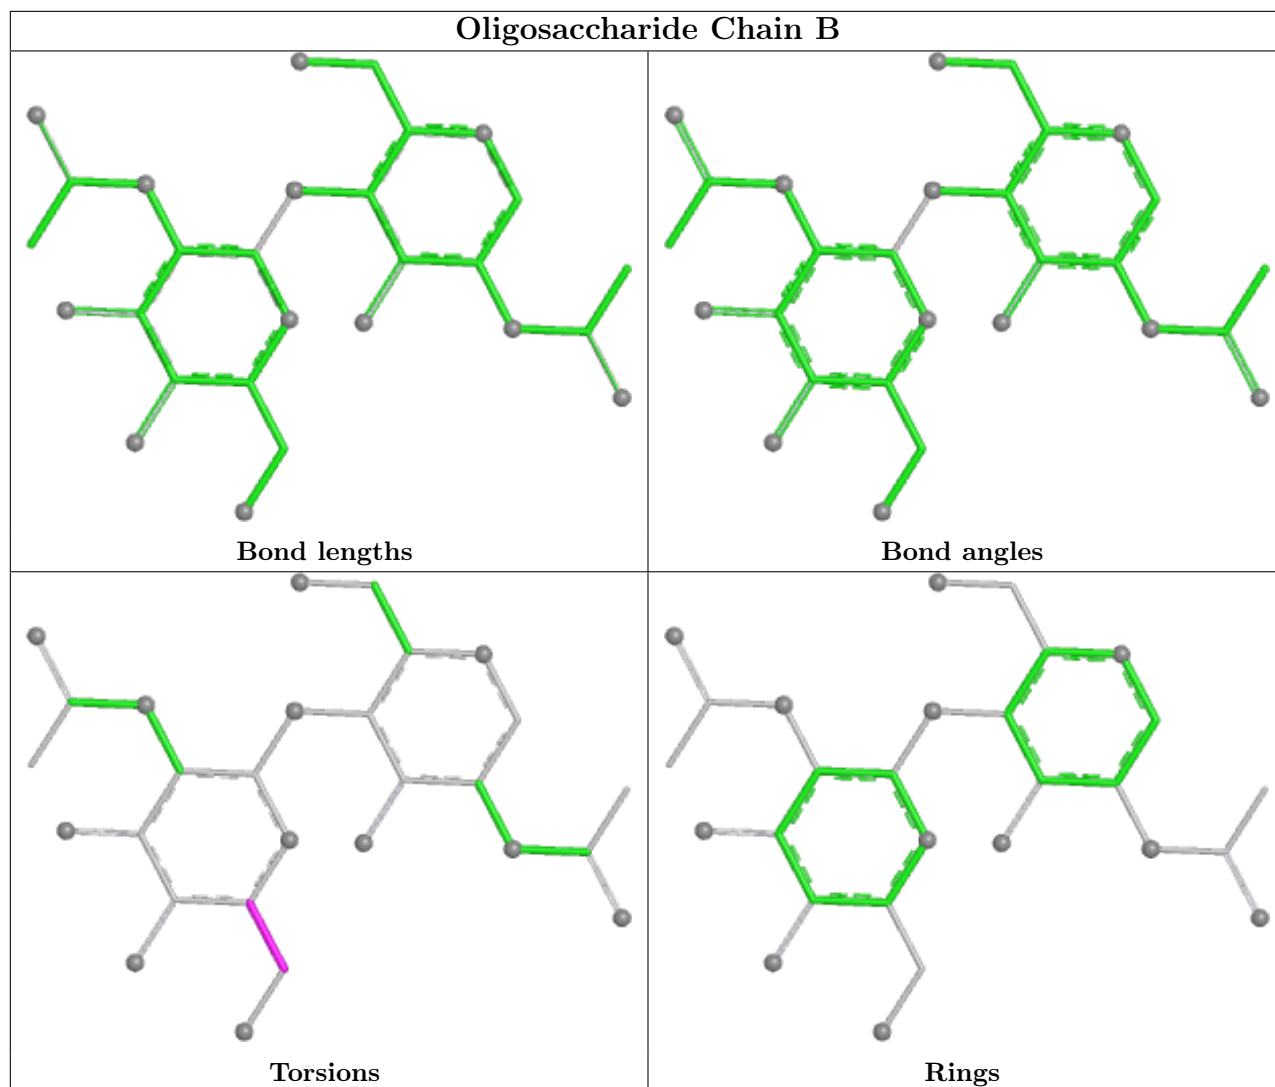 Oligosaccharide Chain B
Bond lengths
Bond angles
Torsions
Rings